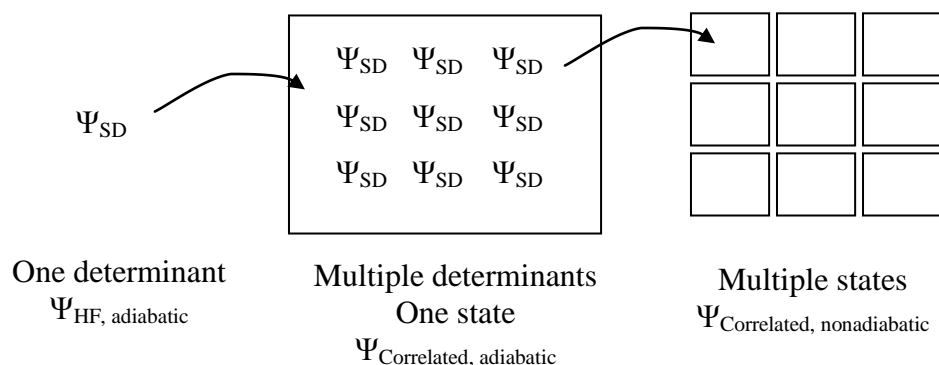 Ψ_SD Ψ_SD Ψ_SD
Ψ_SD
Ψ_SD Ψ_SD Ψ_SD
Ψ_SD Ψ_SD Ψ_SD
One determinant
Ψ_HF, adiabatic
Multiple determinants
One state
Ψ_Correlated, adiabatic
Multiple states
Ψ_Correlated, nonadiabatic